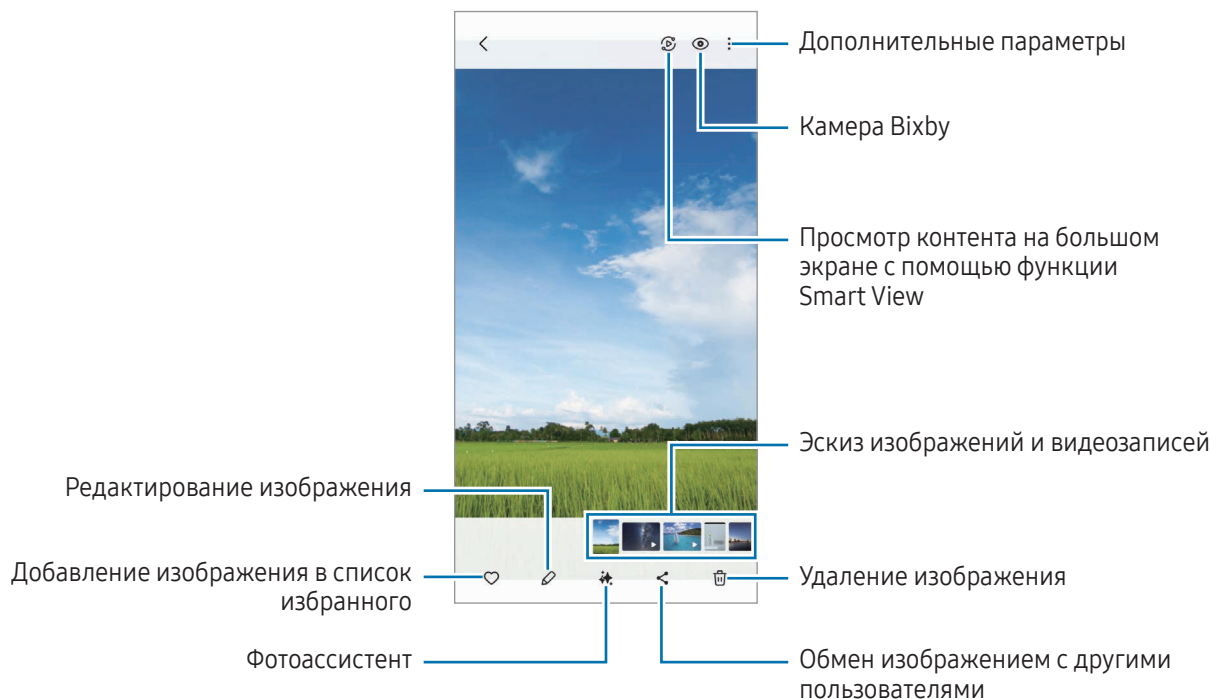 Дополнительные параметры
Камера Bixby
Просмотр контента на большом
экране с помощью функции
Smart View
Эскиз изображений и видеозаписей
Редактирование изображения
Добавление изображения в список
избранного
Удаление изображения
Фотоассистент
Обмен изображением с другими
пользователями